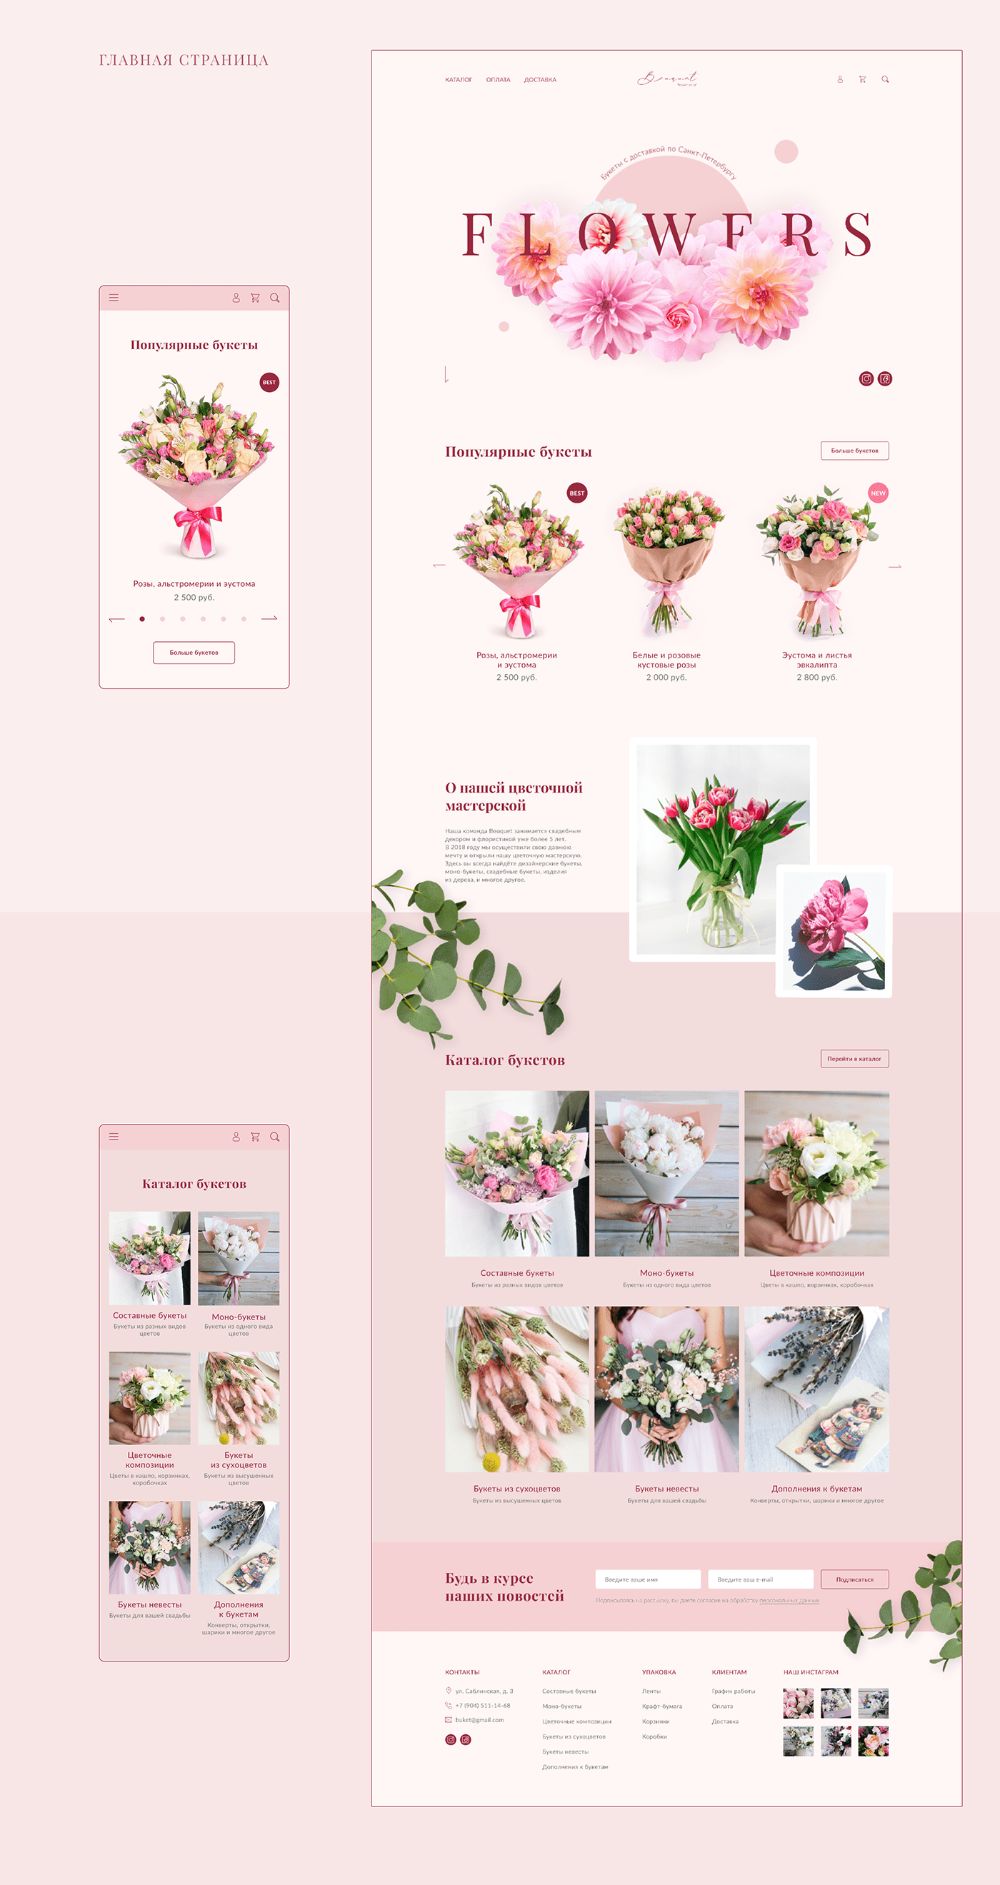 ГЛАВНАЯ СТРАНИЦА
КАТАЛОГ ОПЛАТА ДОСТАВКА
Bouquet
Букеты с доставкой по Санкт-Петербургу
FLOWERS
Популярные букеты
BEST
Розы, альстромерии и эустома
2 500 руб.
Больше букетов
Популярные букеты
Больше букетов
BEST
NEW
Розы, альстромерии
и эустома
2 500 руб.
Белые и розовые
кустовые розы
2 000 руб.
Эустома и листья
эвкалипта
2 800 руб.
О нашей цветочной
мастерской
Наша команда Bouquet занимается свадебным
декором и флористикой уже более 5 лет.
В 2018 году мы осуществили свою давнюю
мечту и открыли нашу цветочную мастерскую.
Здесь вы всегда найдёте дизайнерские букеты,
моно-букеты, свадебные букеты, изделия
из дерева, и многое другое.
Каталог букетов
Перейти в каталог
Составные букеты
Букеты из разных видов цветов
Моно-букеты
Букеты из одного вида цветов
Цветочные композиции
Цветы в кашпо, корзинках, коробочках
Букеты из сухоцветов
Букеты из высушенных цветов
Букеты невесты
Букеты для вашей свадьбы
Дополнения к букетам
Конверты, открытки, шарики и многое другое
Каталог букетов
Составные букеты
Букеты из разных видов
цветов
Моно-букеты
Букеты из одного вида
цветов
Цветочные
композиции
Цветы в кашпо, корзинках,
коробочках
Букеты
из сухоцветов
Букеты из высушенных
цветов
Букеты невесты
Букеты для вашей свадьбы
Дополнения
к букетам
Конверты, открытки,
шарики и многое другое
Будь в курсе
наших новостей
Введите ваше имя
Введите ваш e-mail
Подписаться
Подписываясь на рассылку, вы даете согласие на обработку персональных данных
КОНТАКТЫ
ул. Саблинская, д. 3
+7 (904) 511-14-68
buket@gmail.com
КАТАЛОГ
Составные букеты
Моно-букеты
Цветочные композиции
Букеты из сухоцветов
Букеты невесты
Дополнения к букетам
УПАКОВКА
Ленты
Крафт-бумага
Корзинки
Коробки
КЛИЕНТАМ
График работы
Оплата
Доставка
НАШ ИНСТАГРАМ